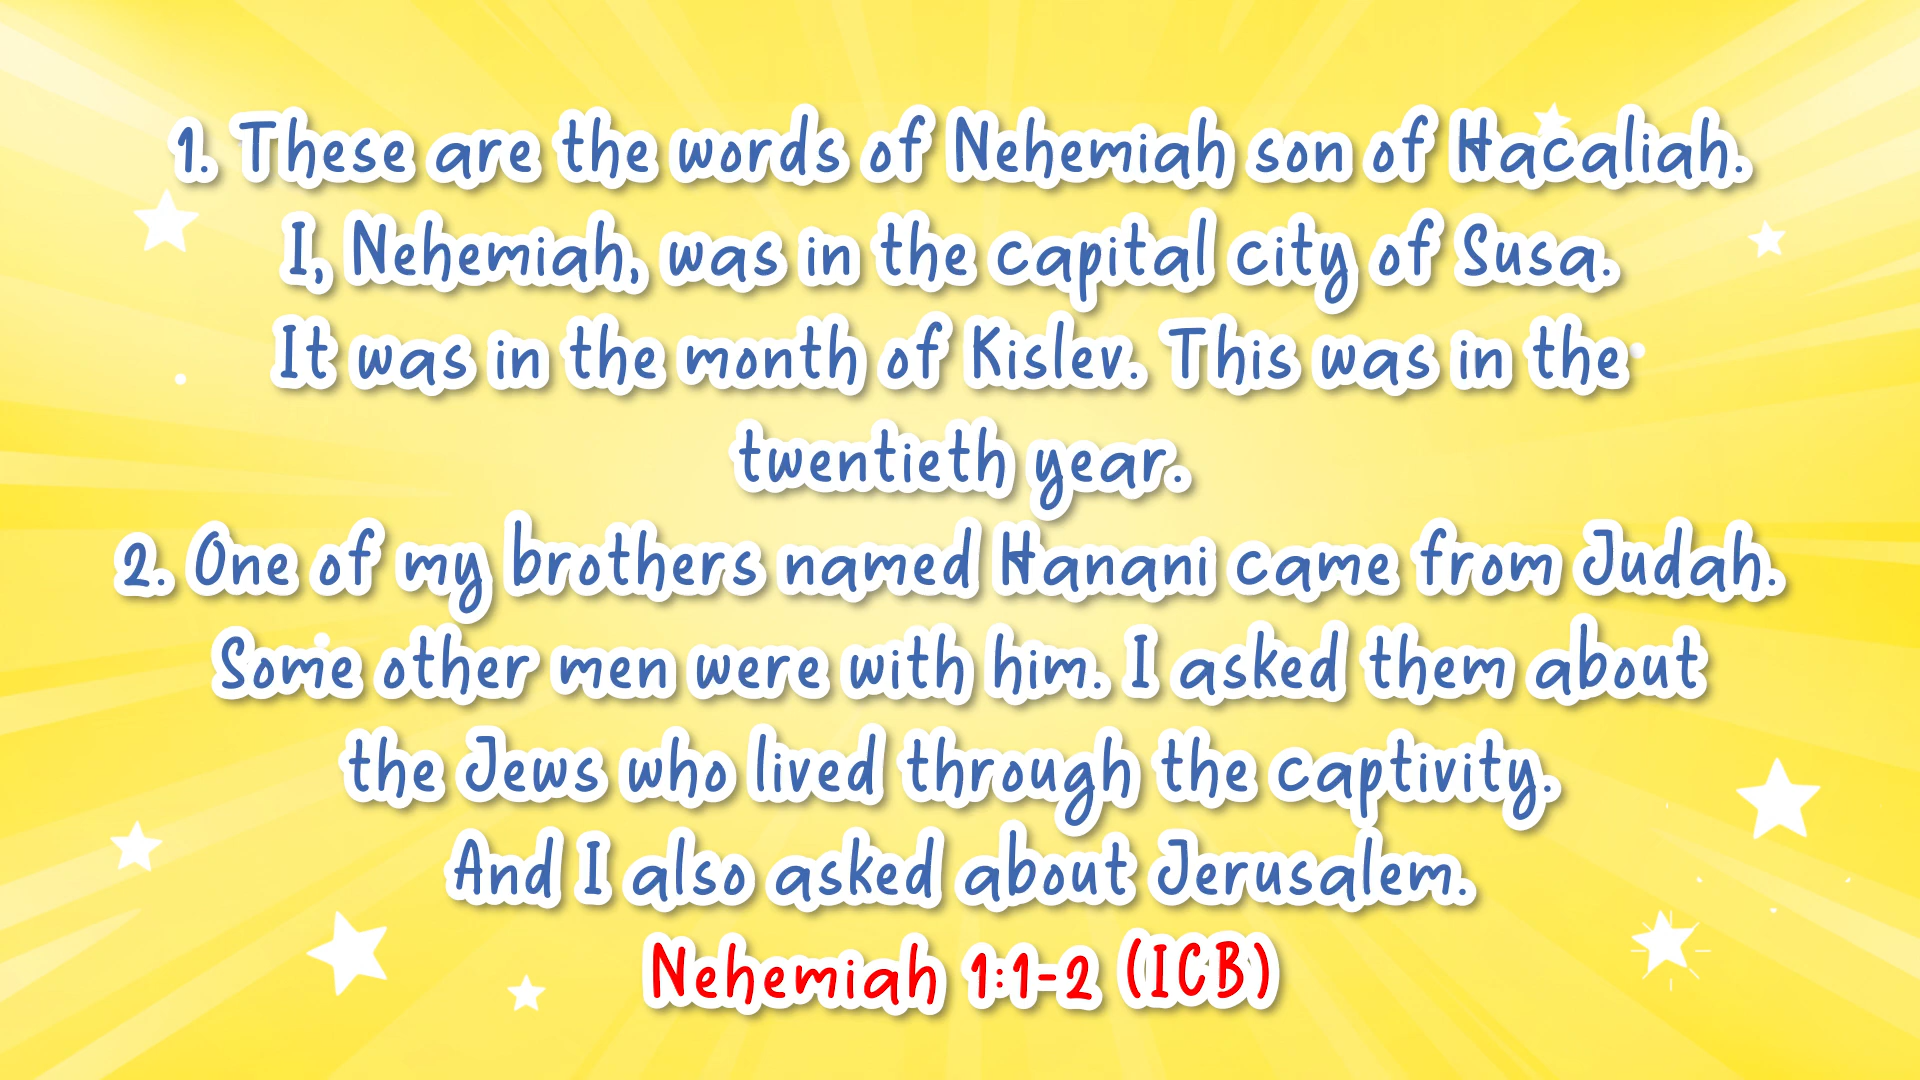 1. These are the words of Nehemiah son of Hacaliah.
I, Nehemiah, was in the capital city of Susa.
It was in the month of Kislev. This was in the
twentieth year.
2. One of my brothers named Hanani came from Judah.
Some other men were with him. I asked them about
the Jews who lived through the captivity.
And I also asked about Jerusalem.
Nehemiah 1:1-2 (ICB)